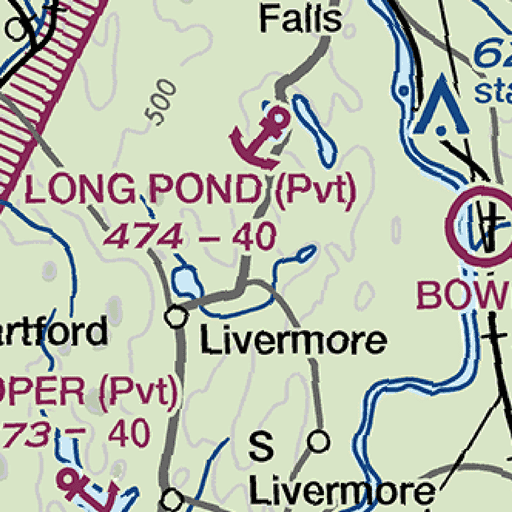 Falls
62
sta
500
LONG POND (Pvt)
474 – 40
BOW
artford
Livermore
OPER (Pvt)
73 – 40
S
Livermore